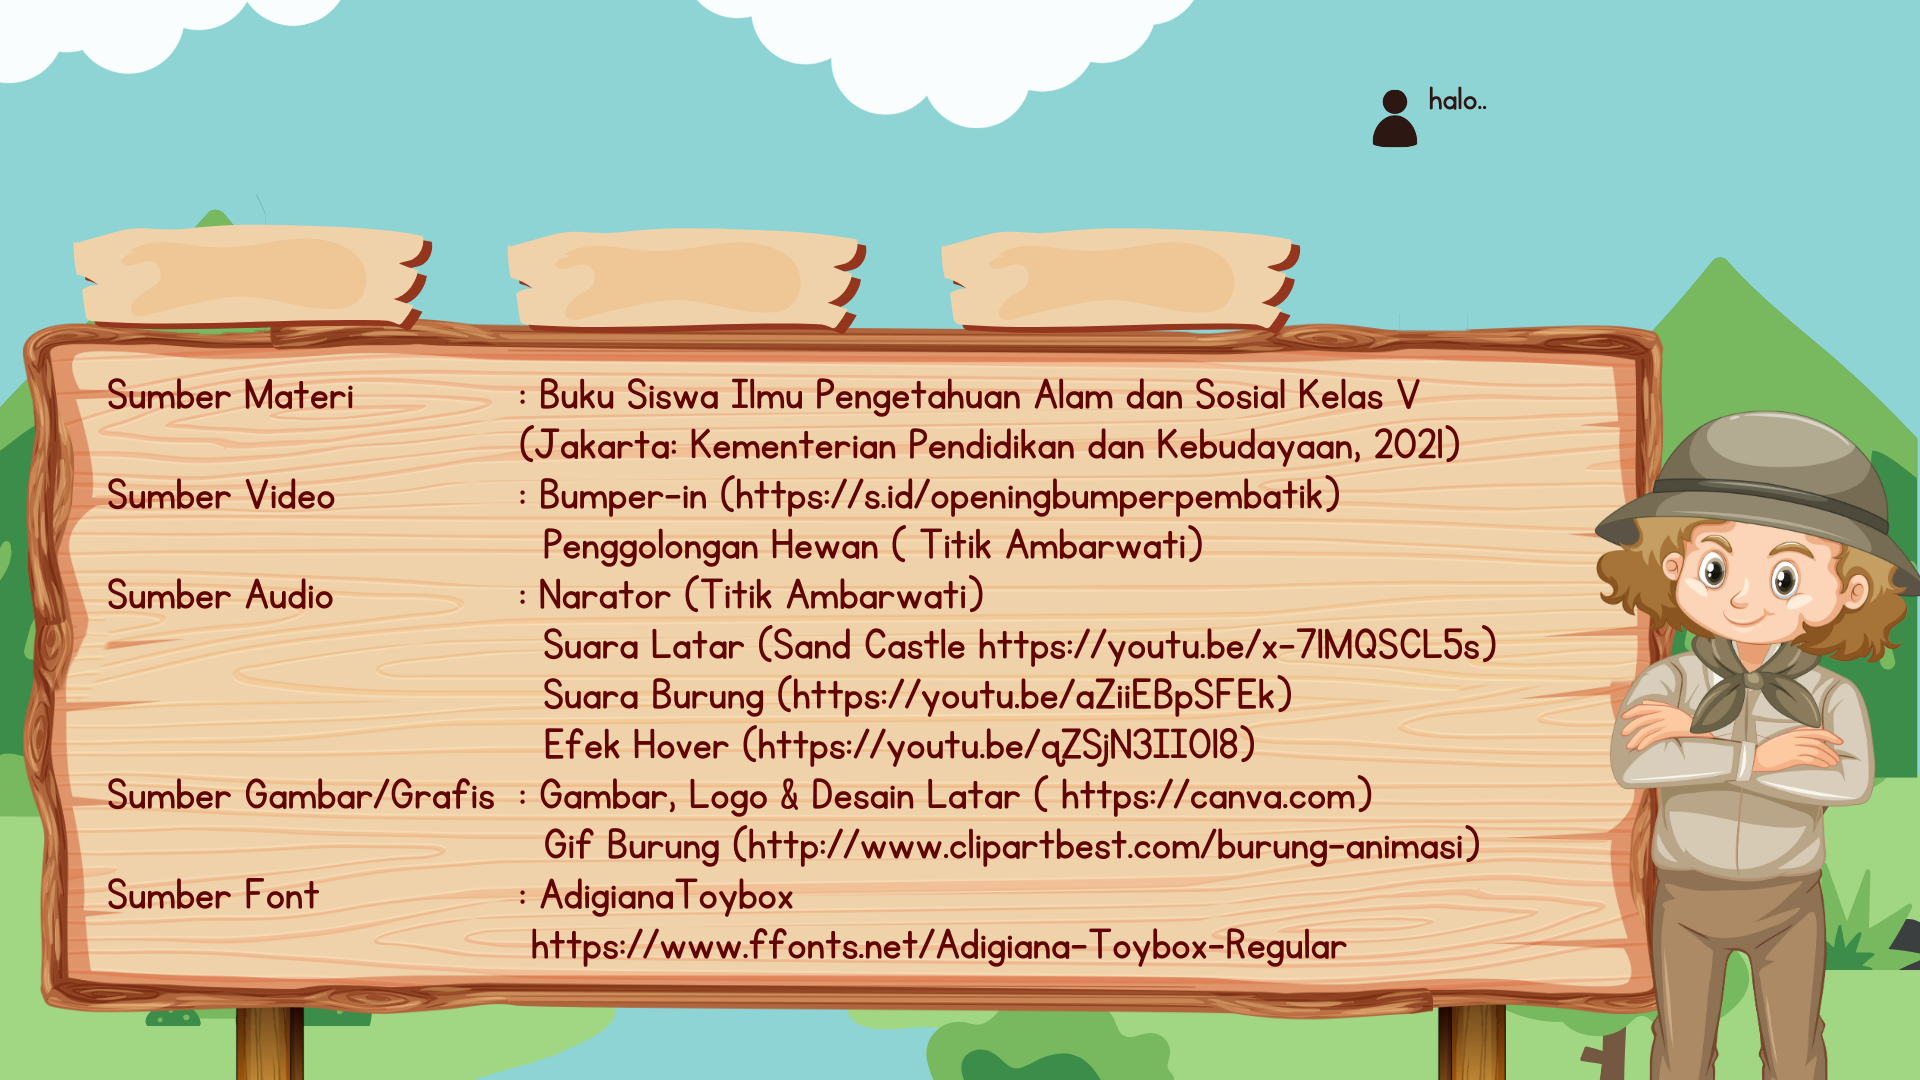 halo..
Sumber Materi : Buku Siswa Ilmu Pengetahuan Alam dan Sosial Kelas V
(Jakarta: Kementerian Pendidikan dan Kebudayaan, 2021)
Sumber Video : Bumper-in (https://s.id/openingbumperpembatik)
Penggolongan Hewan ( Titik Ambarwati)
Sumber Audio : Narator (Titik Ambarwati)
Suara Latar (Sand Castle https://youtu.be/x-71MQSCL5s)
Suara Burung (https://youtu.be/aZiiEBpSFEk)
Efek Hover (https://youtu.be/qZSjN3II018)
Sumber Gambar/Grafis : Gambar, Logo & Desain Latar ( https://canva.com)
Gif Burung (http://www.clipartbest.com/burung-animasi)
Sumber Font : AdigianaToybox
https://www.ffonts.net/Adigiana-Toybox-Regular